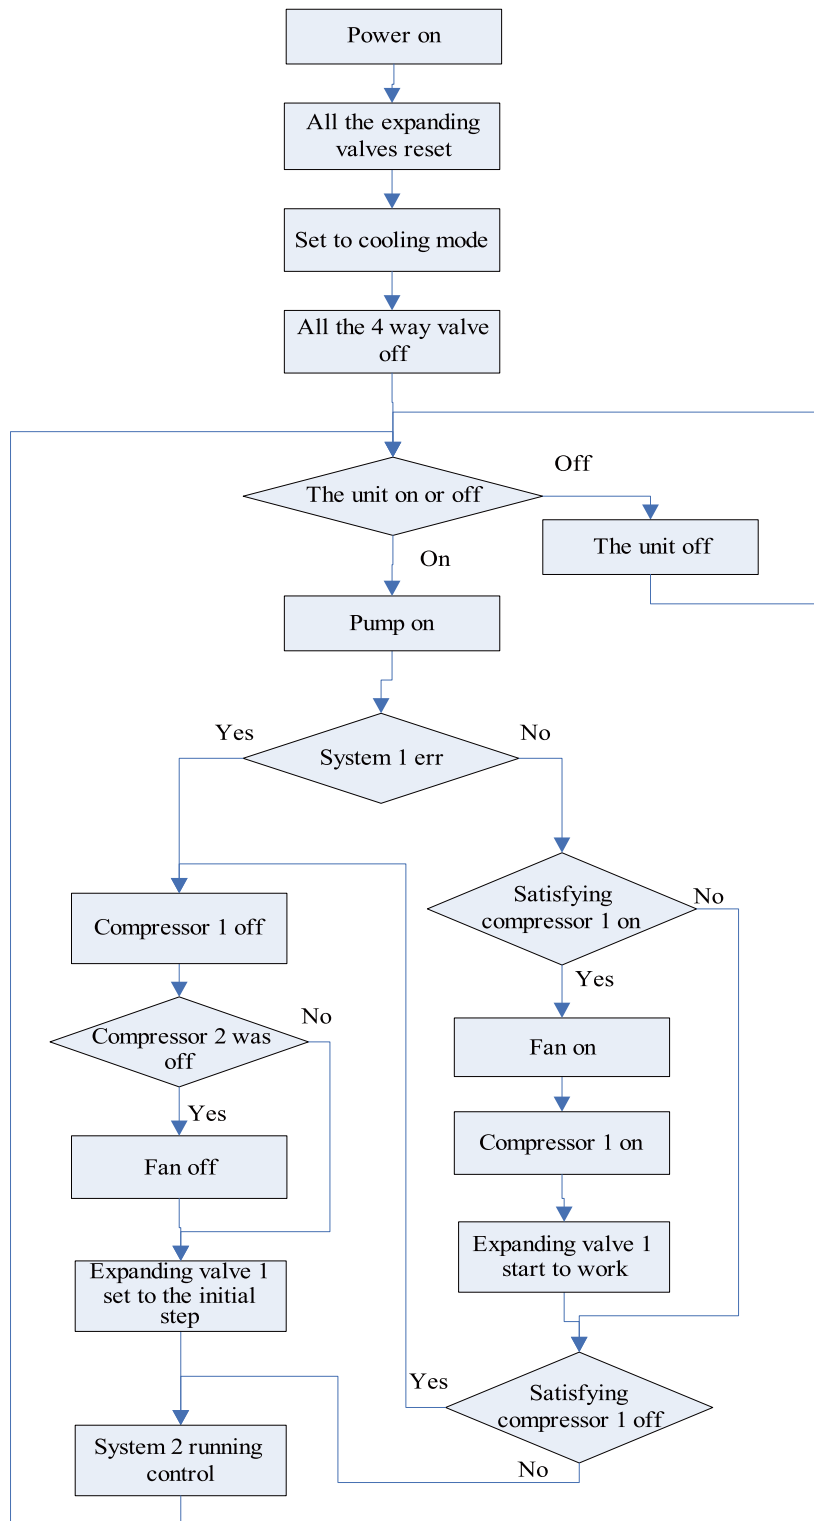 Power on
All the expanding
valves reset
Set to cooling mode
All the 4 way valve
off
Off
The unit on or off
The unit off
On
Pump on
Yes
No
System 1 err
Satisfying
compressor 1 on
No
Compressor 1 off
Yes
No
Compressor 2 was
off
Fan on
Yes
Compressor 1 on
Fan off
Expanding valve 1
start to work
Expanding valve 1
set to the initial
step
Yes
Satisfying
compressor 1 off
System 2 running
control
No